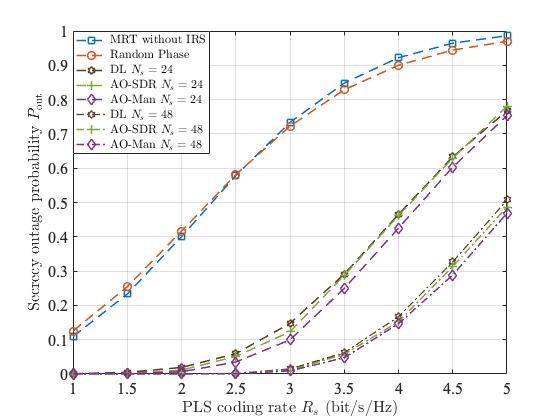 1
0.9
0.8
0.7
0.6
0.5
0.4
0.3
0.2
0.1
0
Secrecy outage probability P_out
MRT without IRS
Random Phase
DL N_s = 24
AO-SDR N_s = 24
AO-Man N_s = 24
DL N_s = 48
AO-SDR N_s = 48
AO-Man N_s = 48
1 1.5 2 2.5 3 3.5 4 4.5 5
PLS coding rate R_s (bit/s/Hz)